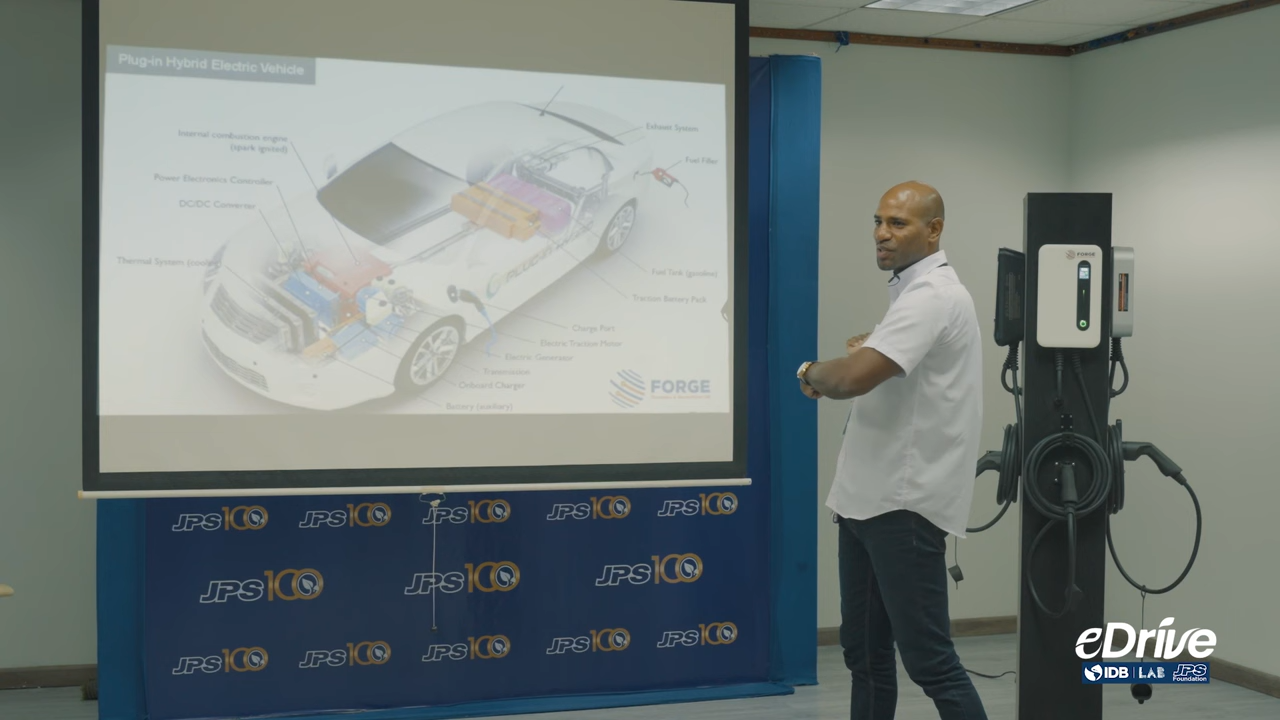 Plug-in Hybrid Electric Vehicle
Internal combustion engine
(spark ignited)
Power Electronics Controller
DC/DC Converter
Thermal System (cooling)
Exhaust System
Fuel Filler
Fuel Tank (gasoline)
Traction Battery Pack
Charge Port
Electric Traction Motor
Electric Generator
Transmission
Onboard Charger
Battery (auxiliary)
FORGE
FORGE
JPS100 JPS100 JPS100 JPS100 JPS100
JPS100 JPS100 JPS100
JPS100 JPS100 JPS100 JPS100 JPS100
eDrive
IDB | LAB JPS
Foundation